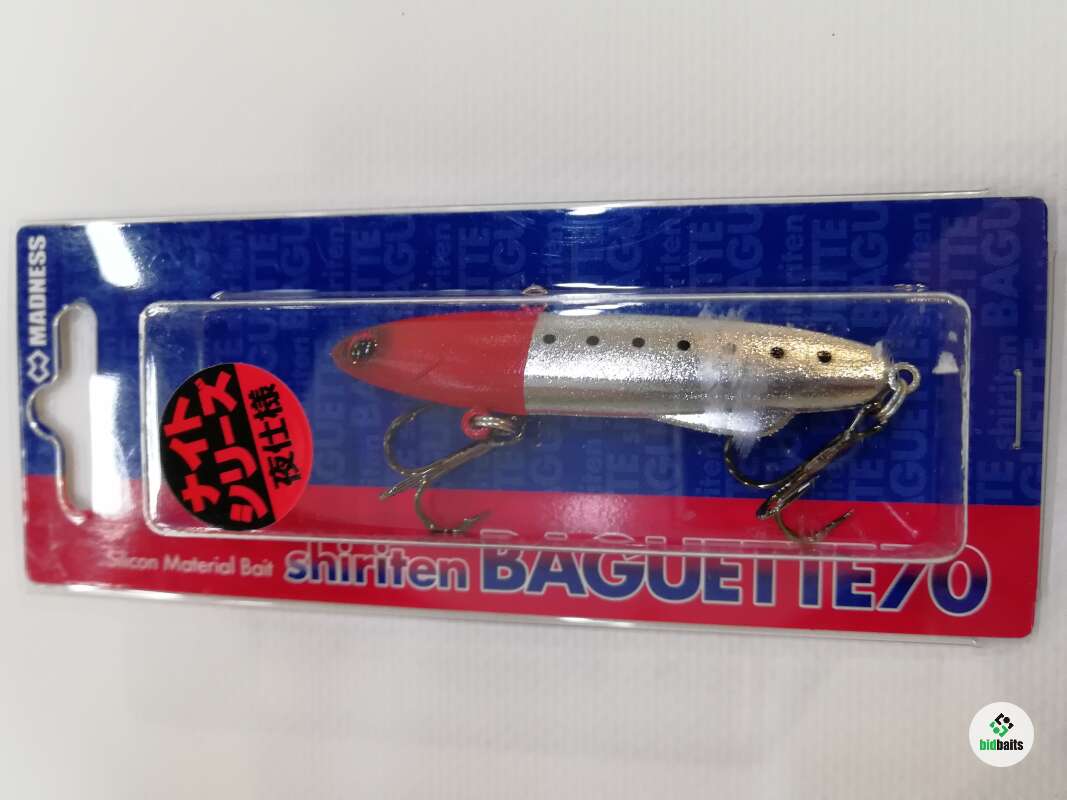 MADNESS
ナイト
シリーズ
夜仕様
Silicon Material Bait
shiriten BAGUETTE70
bidbaits